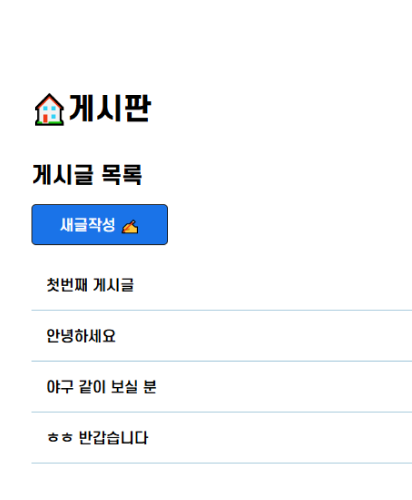 🏠게시판
게시글 목록
새글작성 ✍
첫번째 게시글
안녕하세요
야구 같이 보실 분
ㅎㅎ 반갑습니다